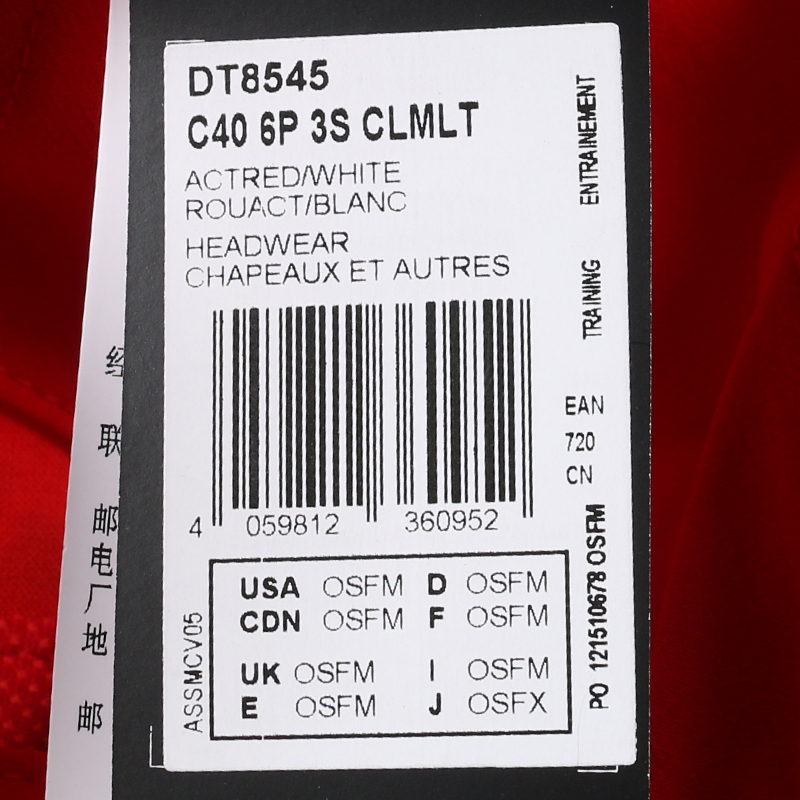 DT8545
C40 6P 3S CLMLT
ACTRED/WHITE
ROUACT/BLANC
HEADWEAR
CHAPEAUX ET AUTRES
TRAINING ENTRAINEMENT
EAN
720
CN
4 059812 360952
PO 121510678 OSFM
ASSMCV05
USA OSFM D OSFM
CDN OSFM F OSFM
UK OSFM I OSFM
E OSFM J OSFX
经
联
邮
电
厂
地
邮